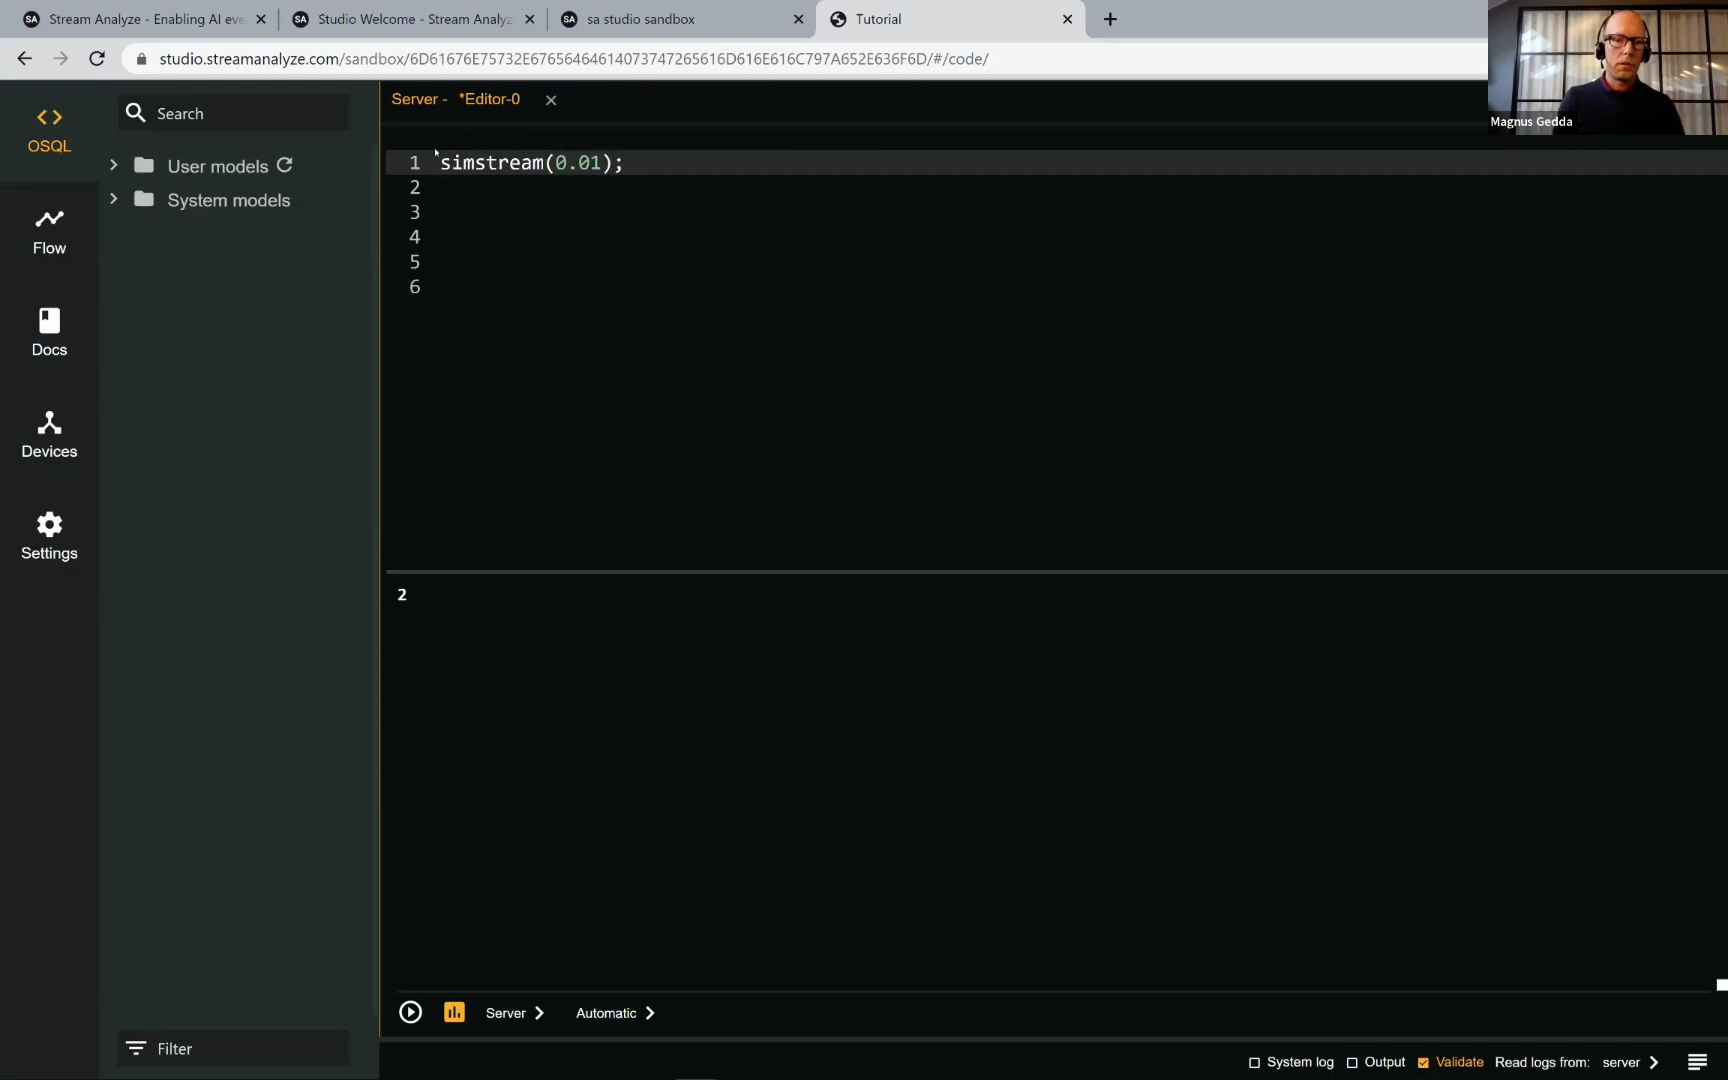 Stream Analyze - Enabling AI eve
Studio Welcome - Stream Analyz
sa studio sandbox
Tutorial
studio.streamanalyze.com/sandbox/6D61676E75732E67656464614073747265616D616E616C797A652E636F6D/#/code/
Magnus Gedda
OSQL
Flow
Docs
Devices
Settings
Search
User models
System models
Filter
Server - *Editor-0
1 simstream(0.01);
2
3
4
5
6
2
Server
Automatic
System log
Output
Validate
Read logs from: server